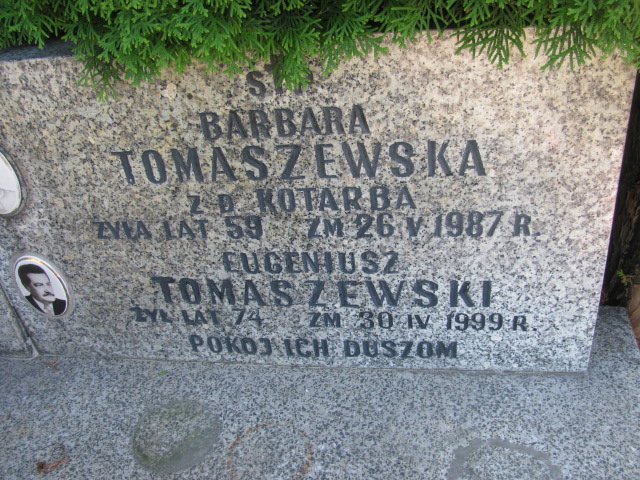 BARBARA
TOMASZEWSKA
Z D. KOTARBA
ŻYŁA LAT 59 ZM 26 V 1987 R.
EUGENIUSZ
TOMASZEWSKI
ŻYŁ LAT 74 ZM 30 IV 1999 R.
POKÓJ ICH DUSZOM